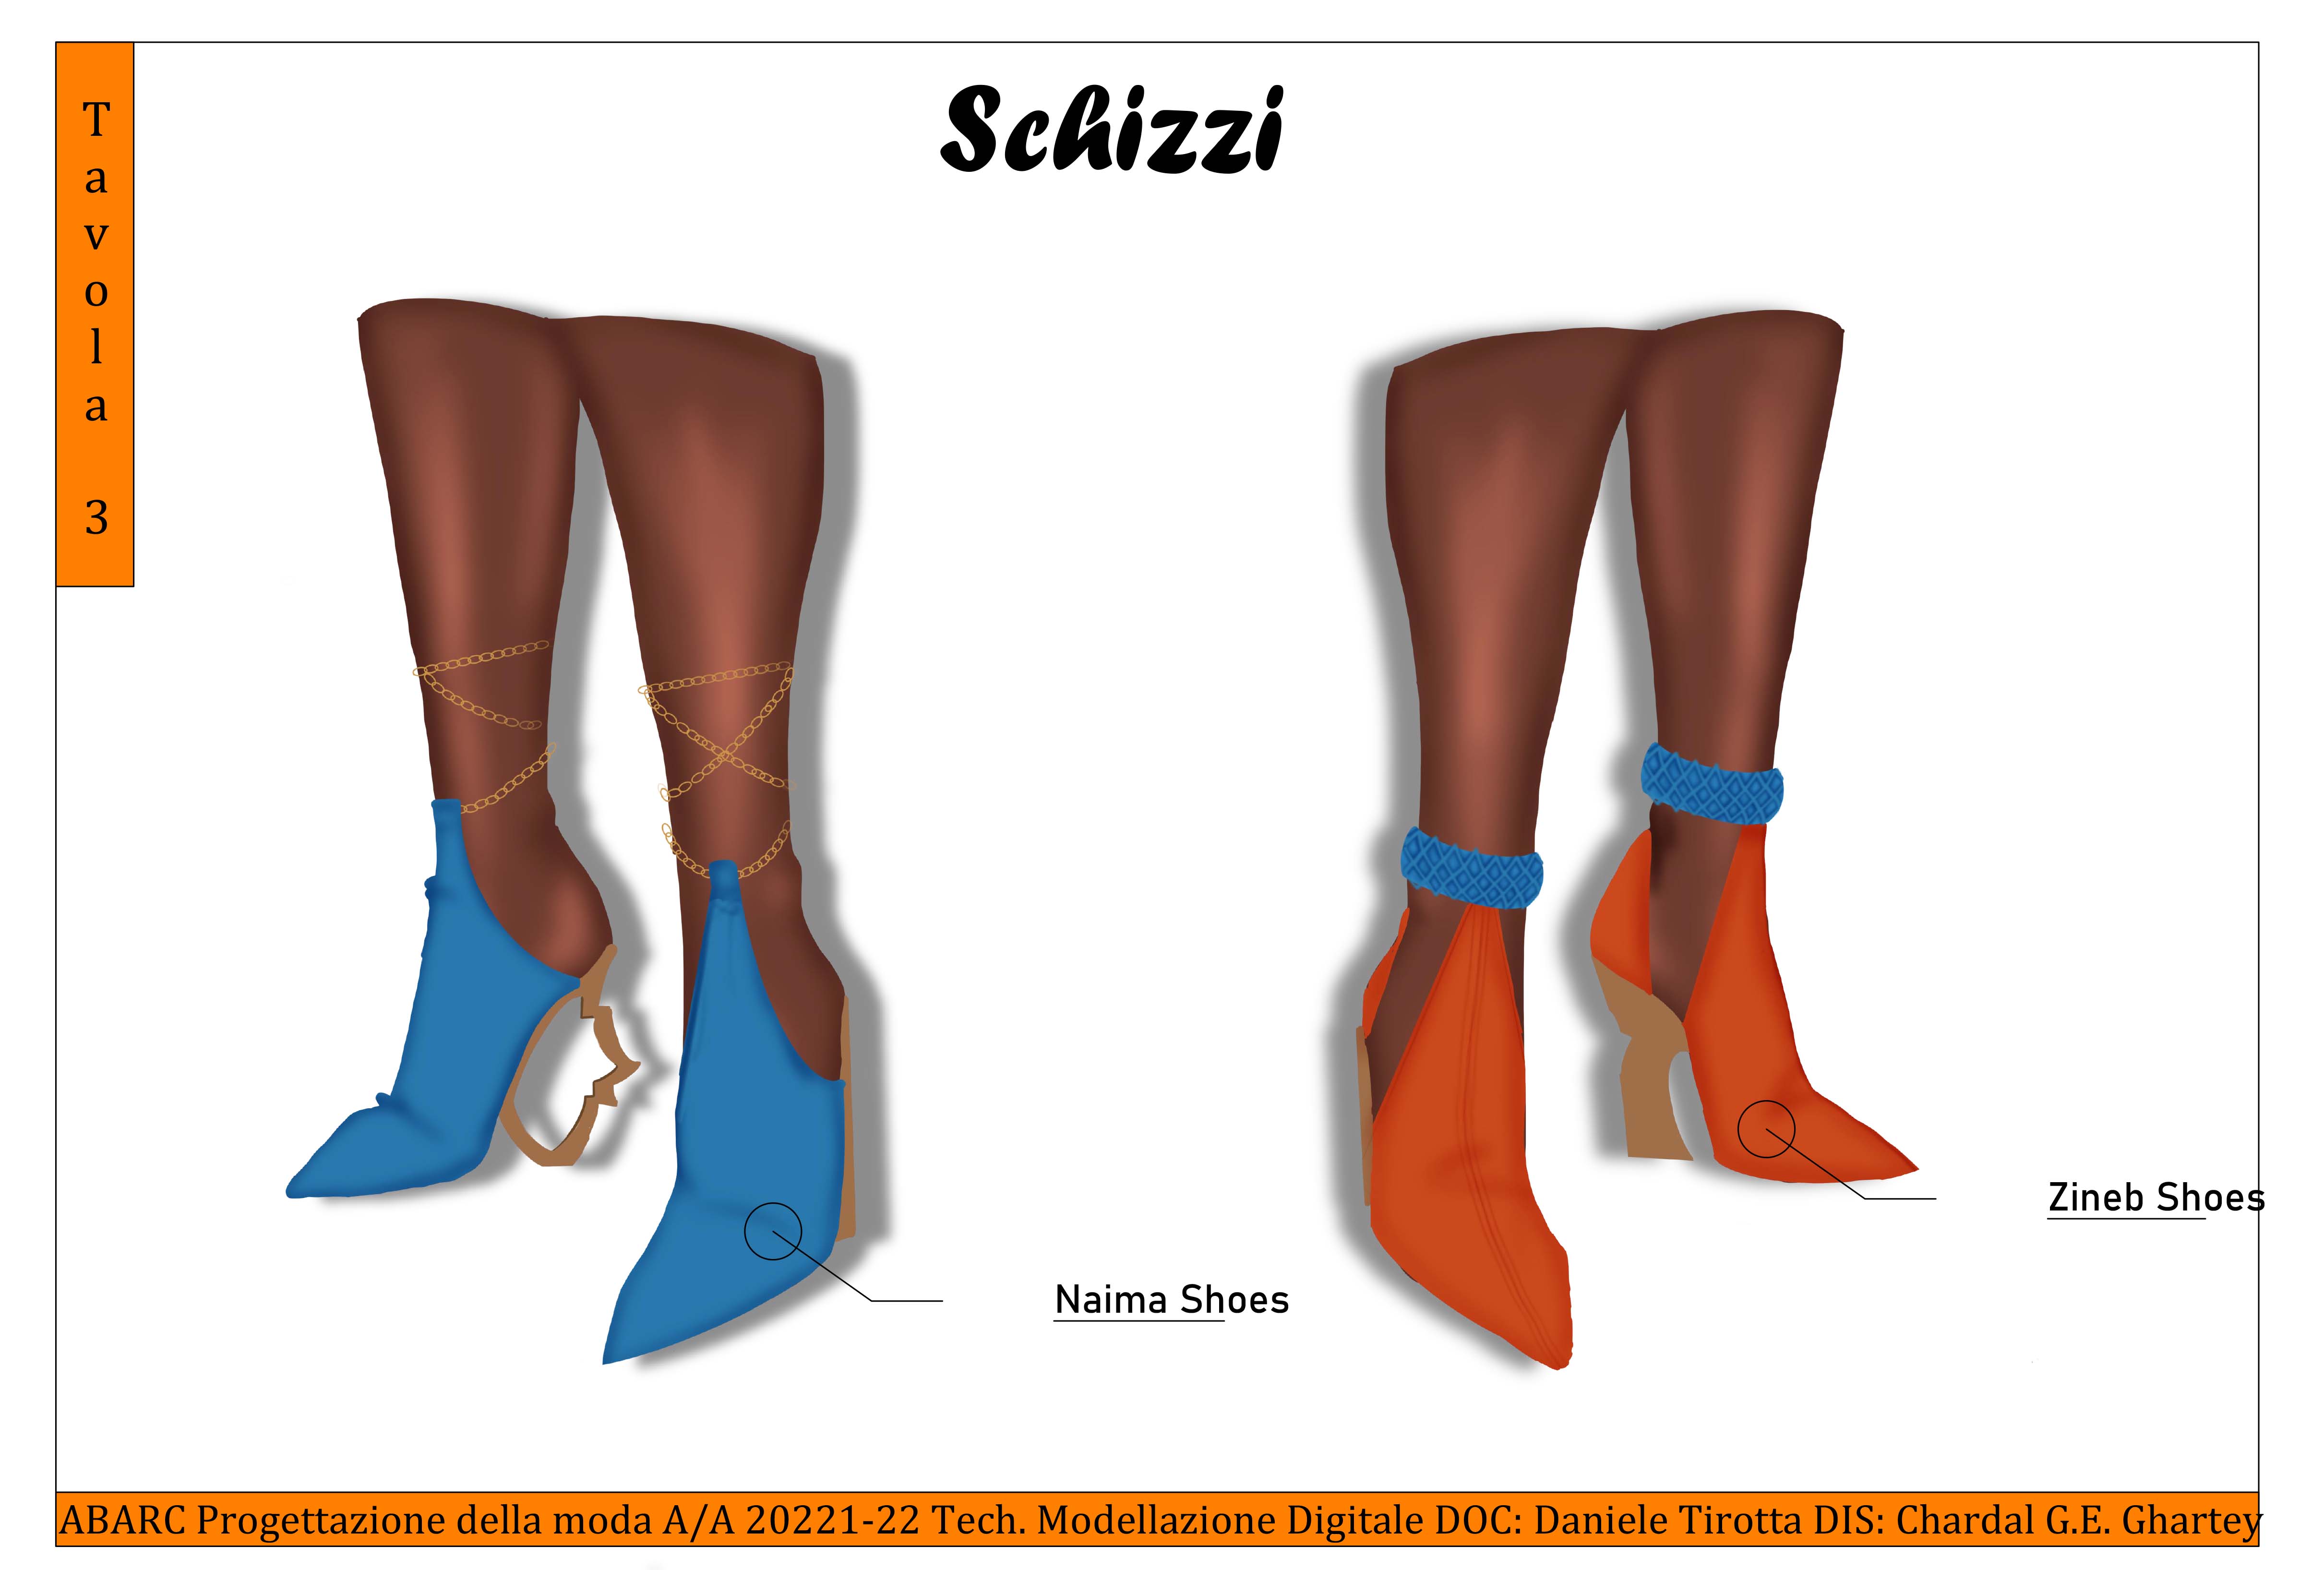 Tavola 3
Schizzi
Zineb Shoes
Naima Shoes
ABARC Progettazione della moda A/A 20221-22 Tech. Modellazione Digitale DOC: Daniele Tirotta DIS: Chardal G.E. Ghartey